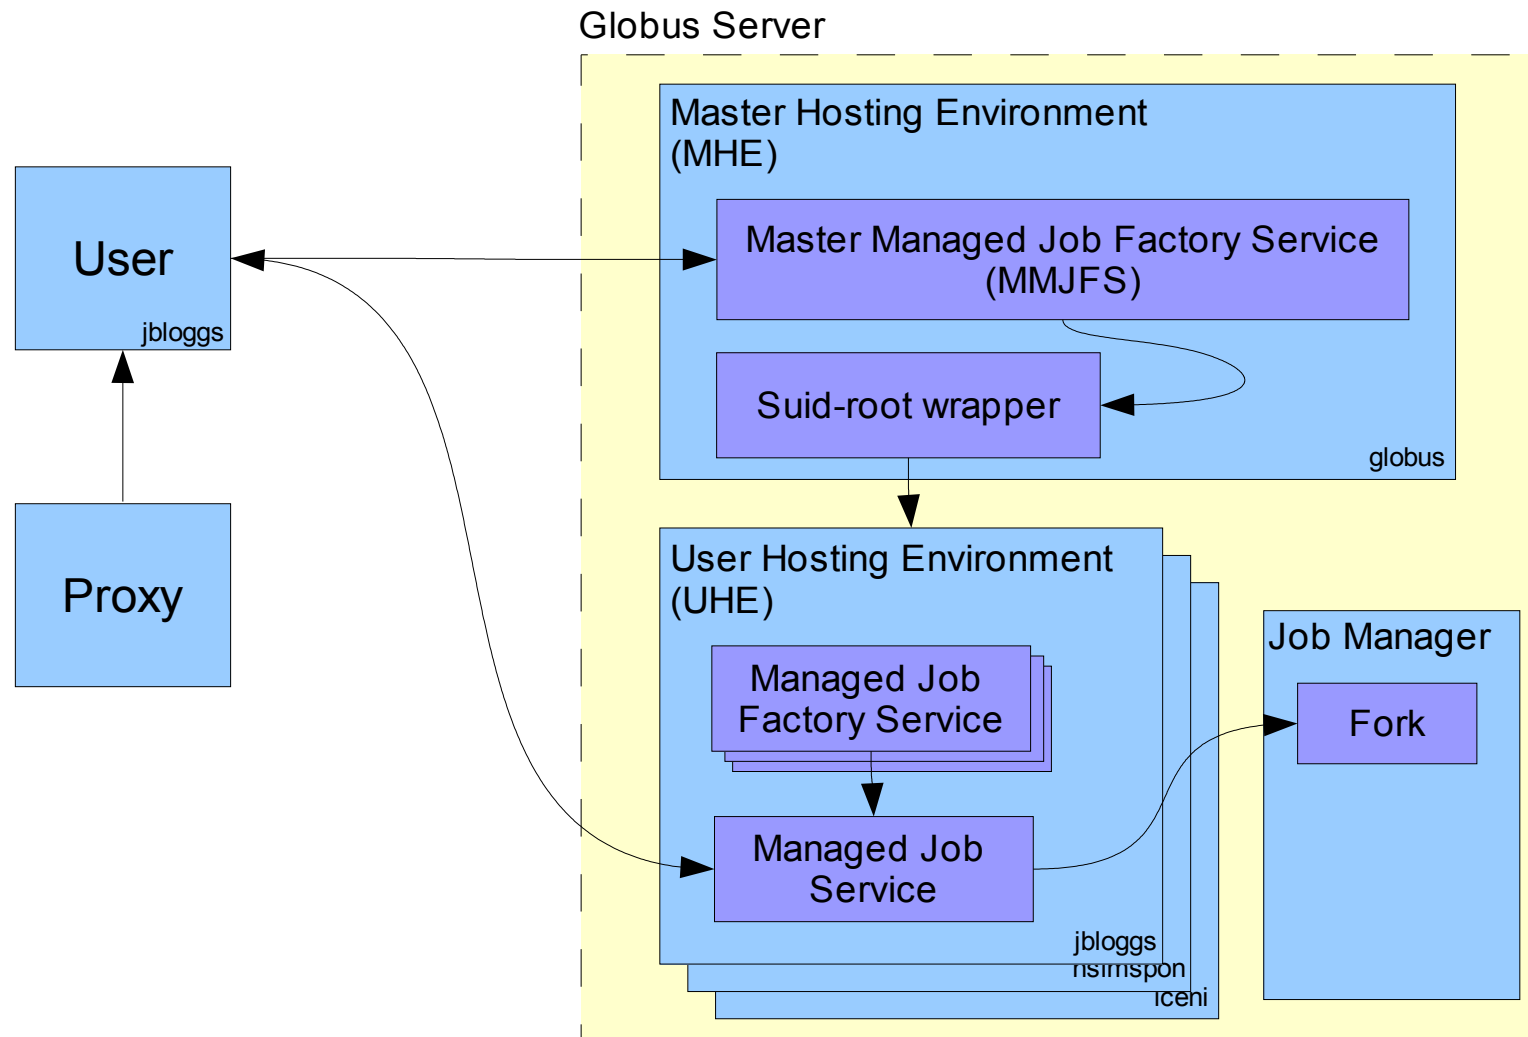 Globus Server
Master Hosting Environment
(MHE)
Master Managed Job Factory Service
(MMJFS)
User
jbloggs
Suid-root wrapper
globus
User Hosting Environment
(UHE)
Proxy
Job Manager
Managed Job
Factory Service
Fork
Managed Job
Service
jbloggs